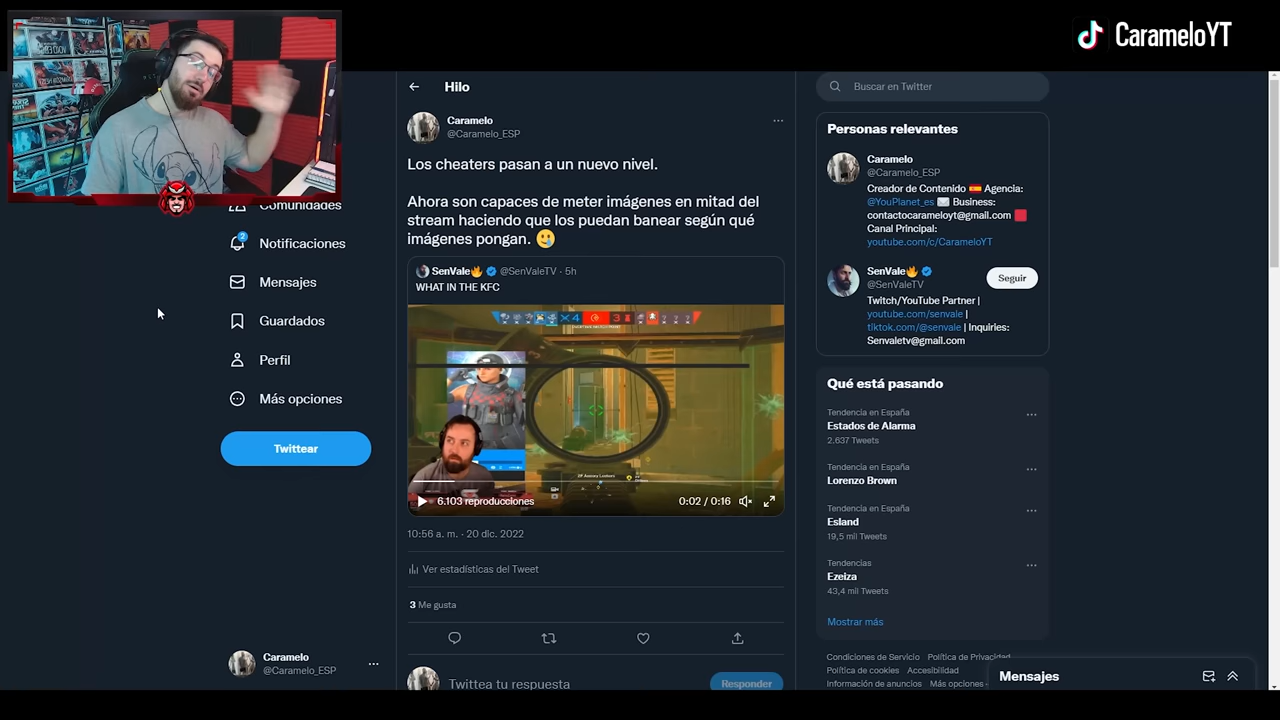 CarameloYT
Hilo
Caramelo
@Caramelo_ESP
Los cheaters pasan a un nuevo nivel.
Ahora son capaces de meter imágenes en mitad del
stream haciendo que los puedan banear según qué
imágenes pongan.
SenVale @SenValeTV · 5h
WHAT IN THE KFC
4
3
6.103 reproducciones
0:02 / 0:16
10:56 a. m. · 20 dic. 2022
Ver estadísticas del Tweet
3 Me gusta
Twittea tu respuesta
Responder
Comunidades
2
Notificaciones
Mensajes
Guardados
Perfil
Más opciones
Twittear
Caramelo
@Caramelo_ESP
Buscar en Twitter
Personas relevantes
Caramelo
@Caramelo_ESP
Creador de Contenido Agencia:
@YouPlanet_es Business:
contactocarameloyt@gmail.com
Canal Principal:
youtube.com/c/CarameloYT
SenVale
@SenValeTV
Seguir
Twitch/YouTube Partner |
youtube.com/senvale |
tiktok.com/@senvale | Inquiries:
Senvaletv@gmail.com
Qué está pasando
Tendencia en España
Estados de Alarma
2.637 Tweets
Tendencia en España
Lorenzo Brown
Tendencia en España
Esland
19,5 mil Tweets
Tendencias
Ezeiza
43,4 mil Tweets
Mostrar más
Condiciones de Servicio Política de Privacidad
Política de cookies Accesibilidad
Información de anuncios Más opciones
Mensajes